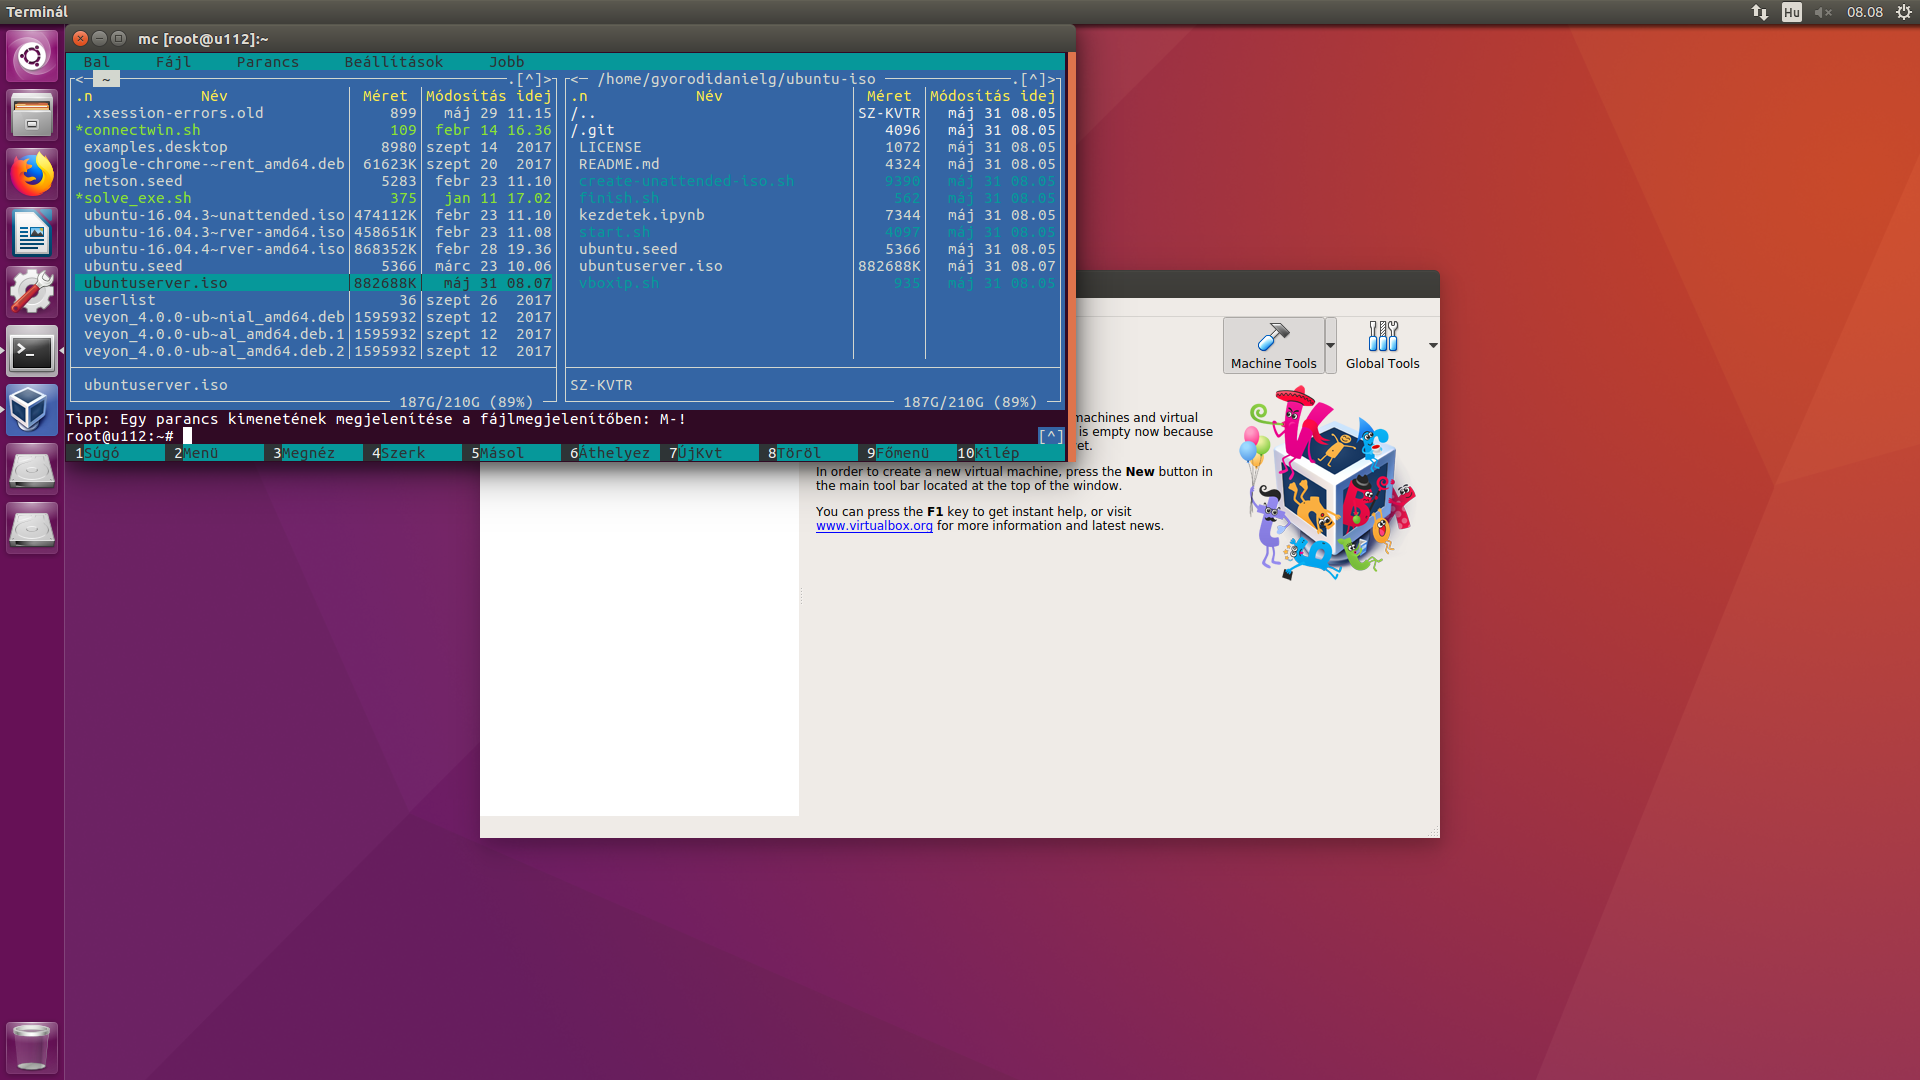 Terminál
Hu
08.08
mc [root@u112]:~
Bal Fájl Parancs Beállítások Jobb
<─ ~ .[^]>
.n Név Méret Módosítás idej
.xsession-errors.old 899 máj 29 11.15
*connectwin.sh 109 febr 14 16.36
examples.desktop 8980 szept 14 2017
google-chrome-~rent_amd64.deb 61623K szept 20 2017
netson.seed 5283 febr 23 11.10
*solve_exe.sh 375 jan 11 17.02
ubuntu-16.04.3~unattended.iso 474112K febr 23 11.10
ubuntu-16.04.3~rver-amd64.iso 458651K febr 23 11.08
ubuntu-16.04.4~rver-amd64.iso 868352K febr 28 19.36
ubuntu.seed 5366 márc 23 10.06
ubuntuserver.iso 882688K máj 31 08.07
userlist 36 szept 26 2017
veyon_4.0.0-ub~nial_amd64.deb 1595932 szept 12 2017
veyon_4.0.0-ub~al_amd64.deb.1 1595932 szept 12 2017
veyon_4.0.0-ub~al_amd64.deb.2 1595932 szept 12 2017
ubuntuserver.iso
187G/210G (89%)
<─ /home/gyorodidanielg/ubuntu-iso .[^]>
.n Név Méret Módosítás idej
/.. SZ-KVTR máj 31 08.05
/.git 4096 máj 31 08.05
LICENSE 1072 máj 31 08.05
README.md 4324 máj 31 08.05
create-unattended-iso.sh 9390 máj 31 08.05
finish.sh 562 máj 31 08.05
kezdetek.ipynb 7344 máj 31 08.05
start.sh 4097 máj 31 08.05
ubuntu.seed 5366 máj 31 08.05
ubuntuserver.iso 882688K máj 31 08.07
vboxip.sh 935 máj 31 08.05
SZ-KVTR
187G/210G (89%)
Tipp: Egy parancs kimenetének megjelenítése a fájlmegjelenítőben: M-!
root@u112:~#
[^]
1Súgó 2Menü 3Megnéz 4Szerk 5Másol 6Áthelyez 7ÚjKvt 8Töröl 9Főmenü 10Kilép
Machine Tools
Global Tools
machines and virtual
is empty now because
et.
In order to create a new virtual machine, press the New button in
the main tool bar located at the top of the window.
You can press the F1 key to get instant help, or visit
www.virtualbox.org for more information and latest news.